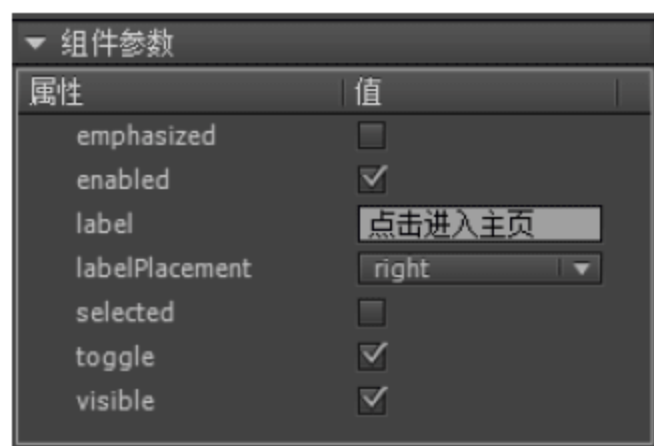 组件参数
属性 值
emphasized
enabled
label 点击进入主页
labelPlacement right
selected
toggle
visible